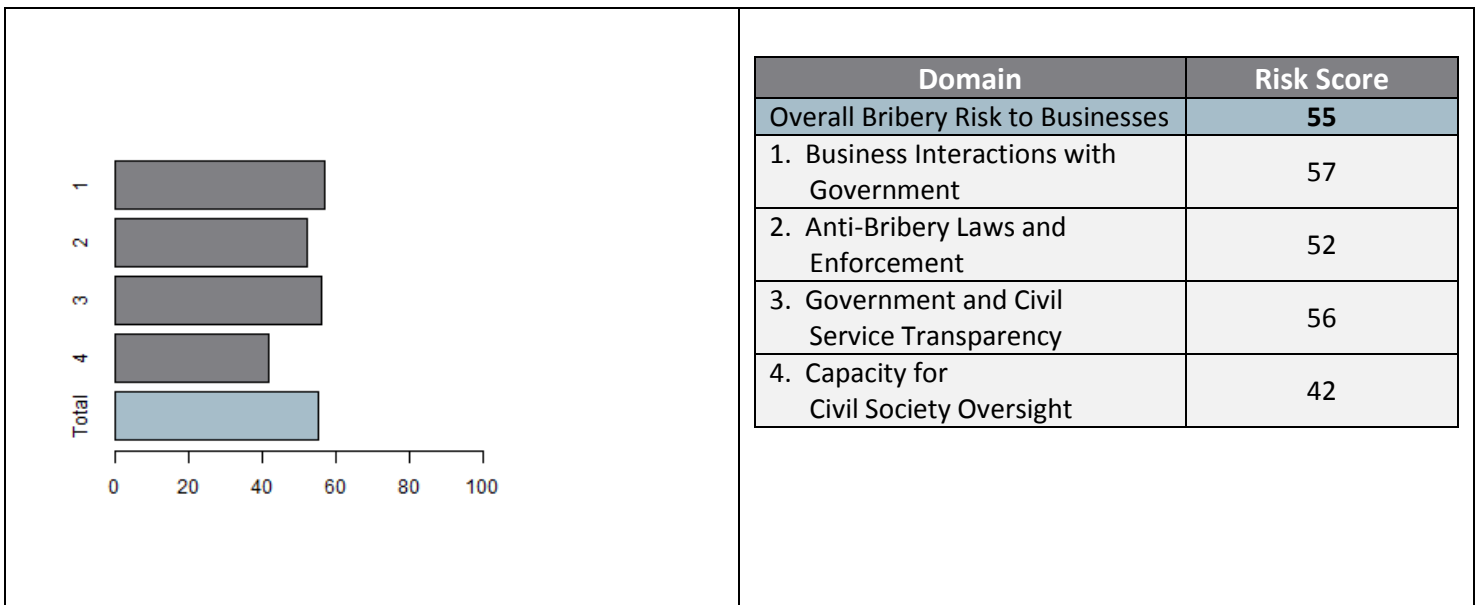 1
2
3
4
Total
0 20 40 60 80 100
Domain Risk Score
Overall Bribery Risk to Businesses 55
1. Business Interactions with
Government 57
2. Anti-Bribery Laws and
Enforcement 52
3. Government and Civil
Service Transparency 56
4. Capacity for
Civil Society Oversight 42